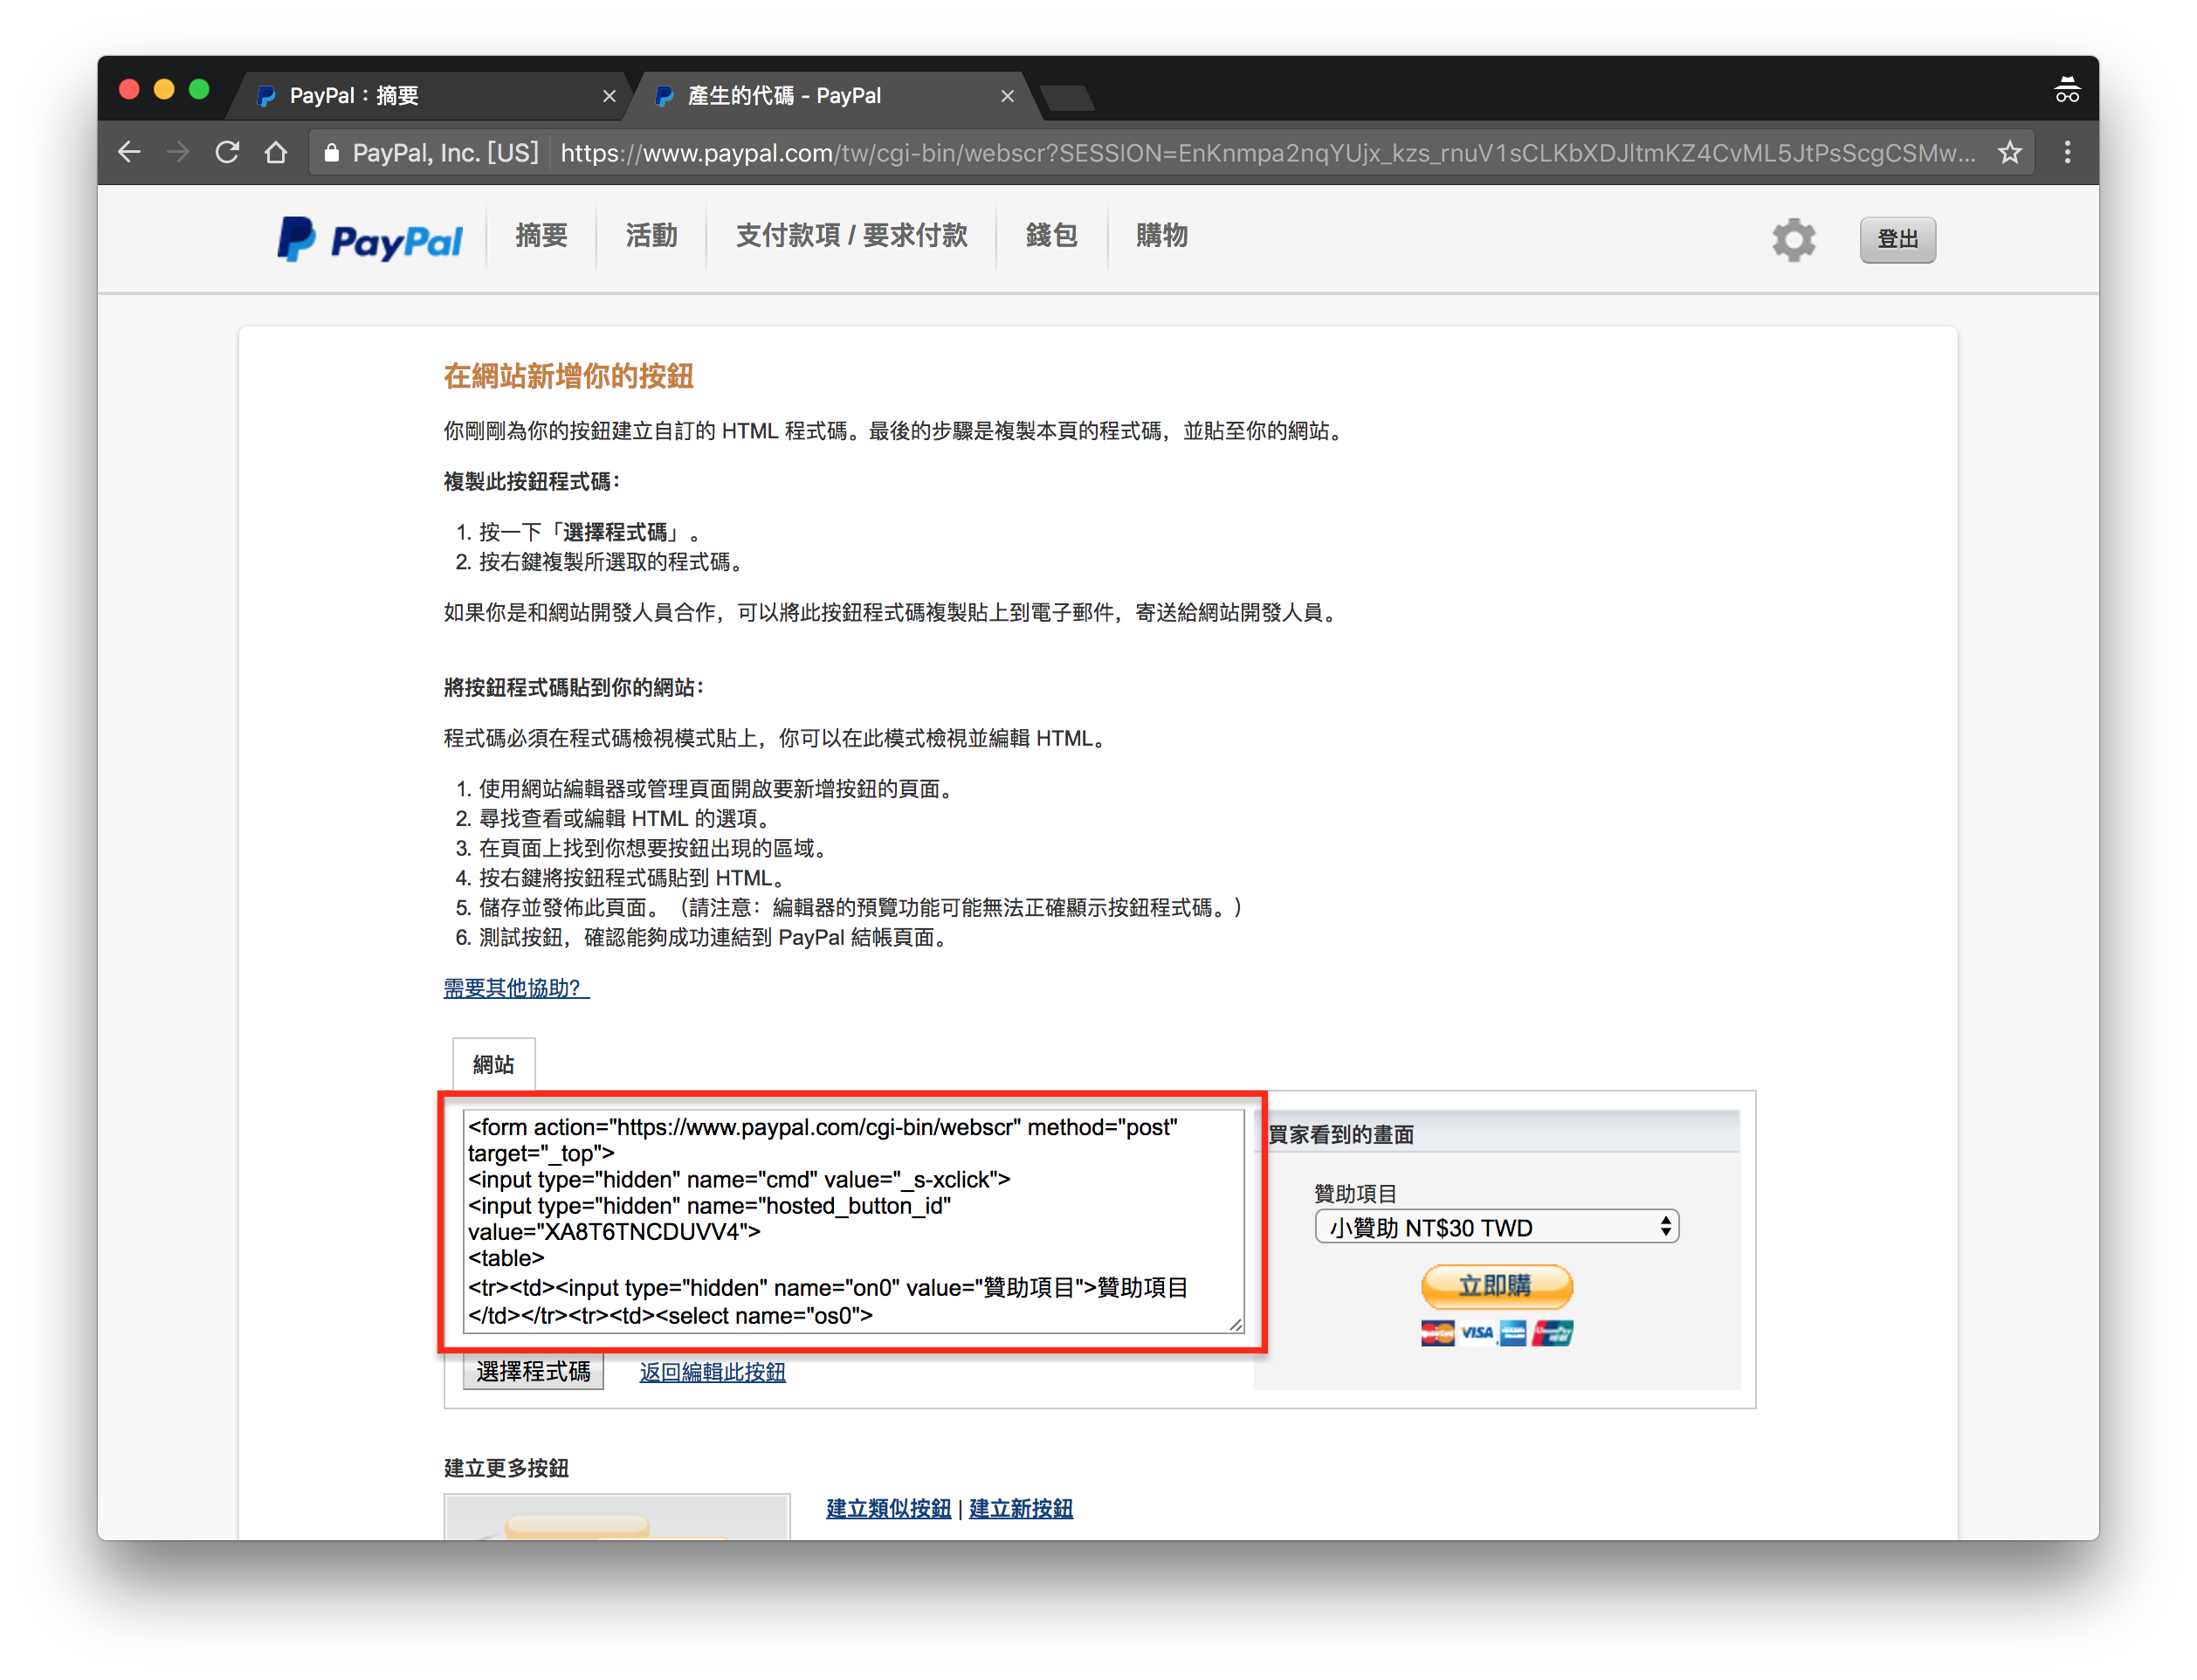 PayPal：摘要
產生的代碼 - PayPal
PayPal, Inc. [US] https://www.paypal.com/tw/cgi-bin/webscr?SESSION=EnKnmpa2nqYUjx_kzs_rnuV1sCLKbXDJltmKZ4CvML5JtPsScgCSMw...
PayPal 摘要 活動 支付款項 / 要求付款 錢包 購物 登出
在網站新增你的按鈕
你剛剛為你的按鈕建立自訂的 HTML 程式碼。最後的步驟是複製本頁的程式碼，並貼至你的網站。
複製此按鈕程式碼：
1. 按一下「選擇程式碼」。
2. 按右鍵複製所選取的程式碼。
如果你是和網站開發人員合作，可以將此按鈕程式碼複製貼上到電子郵件，寄送給網站開發人員。
將按鈕程式碼貼到你的網站：
程式碼必須在程式碼檢視模式貼上，你可以在此模式檢視並編輯 HTML。
1. 使用網站編輯器或管理頁面開啟要新增按鈕的頁面。
2. 尋找查看或編輯 HTML 的選項。
3. 在頁面上找到你想要按鈕出現的區域。
4. 按右鍵將按鈕程式碼貼到 HTML。
5. 儲存並發佈此頁面。（請注意：編輯器的預覽功能可能無法正確顯示按鈕程式碼。）
6. 測試按鈕，確認能夠成功連結到 PayPal 結帳頁面。
需要其他協助？
網站
<form action="https://www.paypal.com/cgi-bin/webscr" method="post"
target="_top">
<input type="hidden" name="cmd" value="_s-xclick">
<input type="hidden" name="hosted_button_id"
value="XA8T6TNCDUVV4">
<table>
<tr><td><input type="hidden" name="on0" value="贊助項目">贊助項目
</td></tr><tr><td><select name="os0">
選擇程式碼 返回編輯此按鈕
買家看到的畫面
贊助項目
小贊助 NT$30 TWD
立即購
VISA
建立更多按鈕
建立類似按鈕 | 建立新按鈕